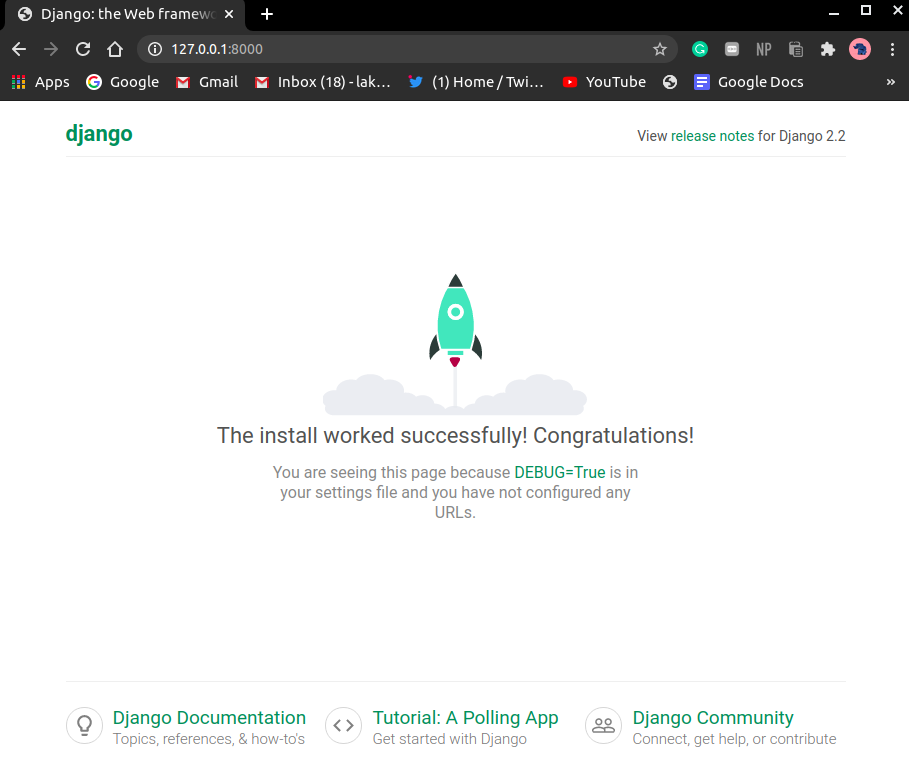 Django: the Web framewo
127.0.0.1:8000
NP
Apps Google Gmail Inbox (18) - lak... (1) Home / Twi... YouTube Google Docs »
django
View release notes for Django 2.2
The install worked successfully! Congratulations!
You are seeing this page because DEBUG=True is in
your settings file and you have not configured any
URLs.
Django Documentation Tutorial: A Polling App Django Community
Topics, references, & how-to's Get started with Django Connect, get help, or contribute